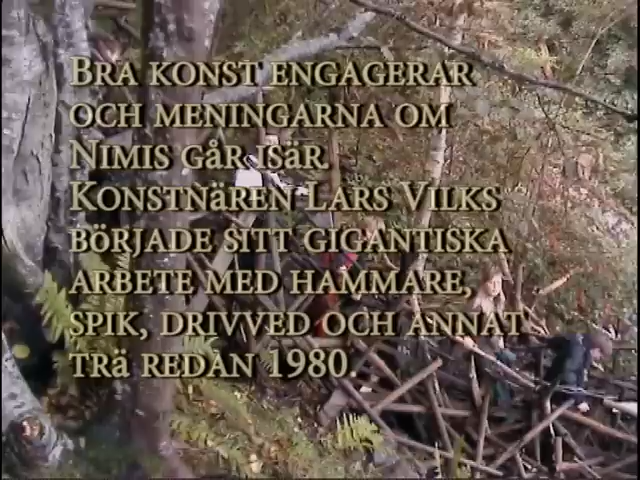 Bra konst engagerar
och meningarna om
Nimis går isär.
Konstnären Lars Vilks
började sitt gigantiska
arbete med hammare,
spik, drivved och annat
trä redan 1980.